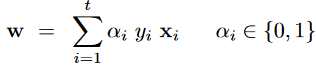 w = ∑_{i=1}^{t} α_i y_i x_i   α_i ∈ {0,1}